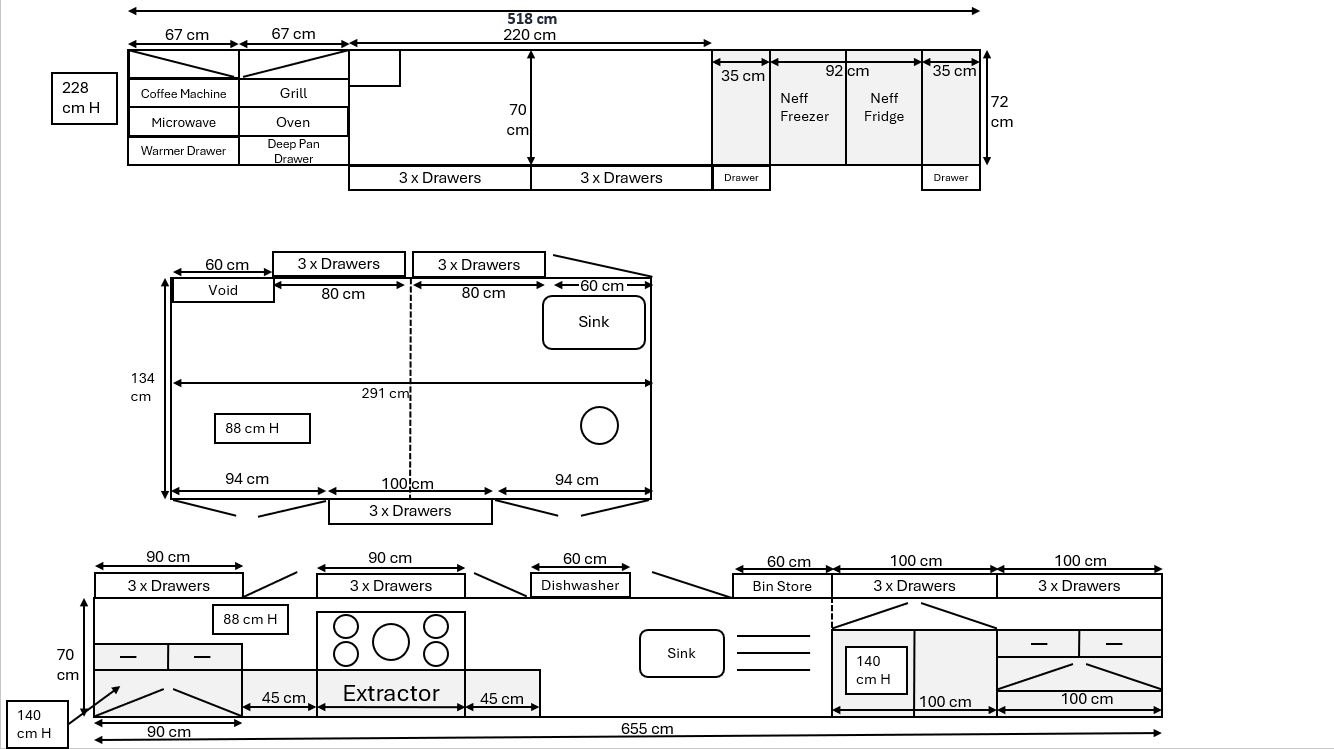 518 cm
67 cm
67 cm
220 cm
228
cm H
Coffee Machine
Grill
Microwave
Oven
Warmer Drawer
Deep Pan
Drawer
70
cm
35 cm
92 cm
35 cm
Neff
Freezer
Neff
Fridge
72
cm
3 x Drawers
3 x Drawers
Drawer
Drawer
60 cm
3 x Drawers
3 x Drawers
Void
80 cm
80 cm
60 cm
Sink
134
cm
291 cm
88 cm H
94 cm
100 cm
94 cm
3 x Drawers
90 cm
90 cm
60 cm
60 cm
100 cm
100 cm
3 x Drawers
3 x Drawers
Dishwasher
Bin Store
3 x Drawers
3 x Drawers
88 cm H
70
cm
Sink
140
cm H
45 cm
Extractor
45 cm
100 cm
100 cm
140
cm H
90 cm
655 cm